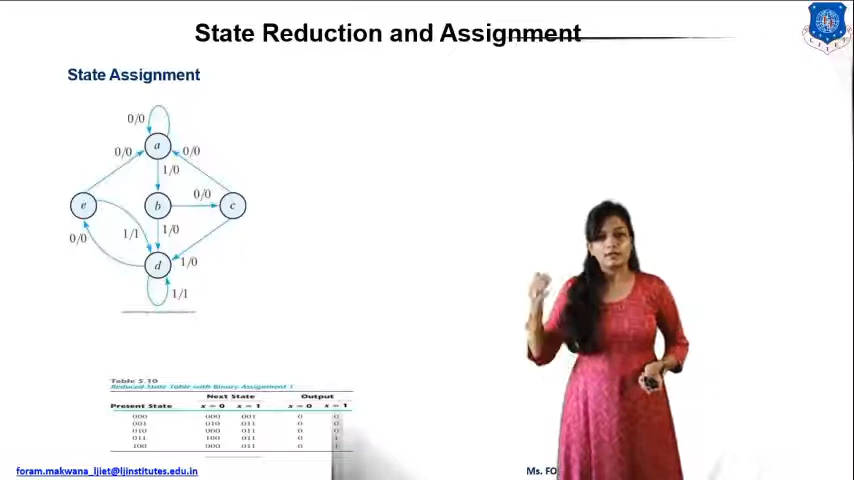 State Reduction and Assignment
State Assignment
0/0
a
0/0
0/0
1/0
0/0
e
b
c
1/1
1/0
0/0
d
1/0
1/1
Table 5.10
Reduced State Table with Binary Assignment 1
Next State Output
Present State x = 0 x = 1 x = 0 x = 1
000 000 001 0 0
001 010 011 0 0
010 000 011 0 0
011 100 011 0 1
100 000 011 0 1
foram.makwana_ljiet@ljinstitutes.edu.in
Ms. FO